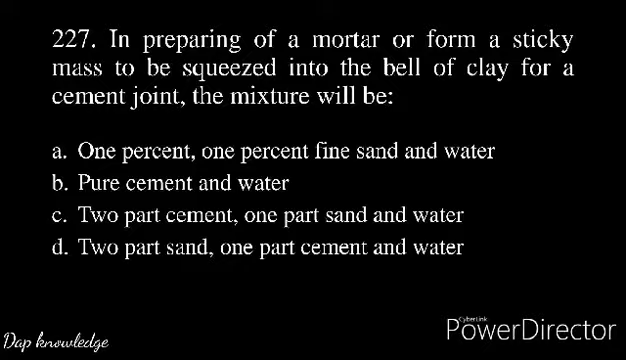 227. In preparing of a mortar or form a sticky
mass to be squeezed into the bell of clay for a
cement joint, the mixture will be:
a. One percent, one percent fine sand and water
b. Pure cement and water
c. Two part cement, one part sand and water
d. Two part sand, one part cement and water
CyberLink
PowerDirector
Dap knowledge